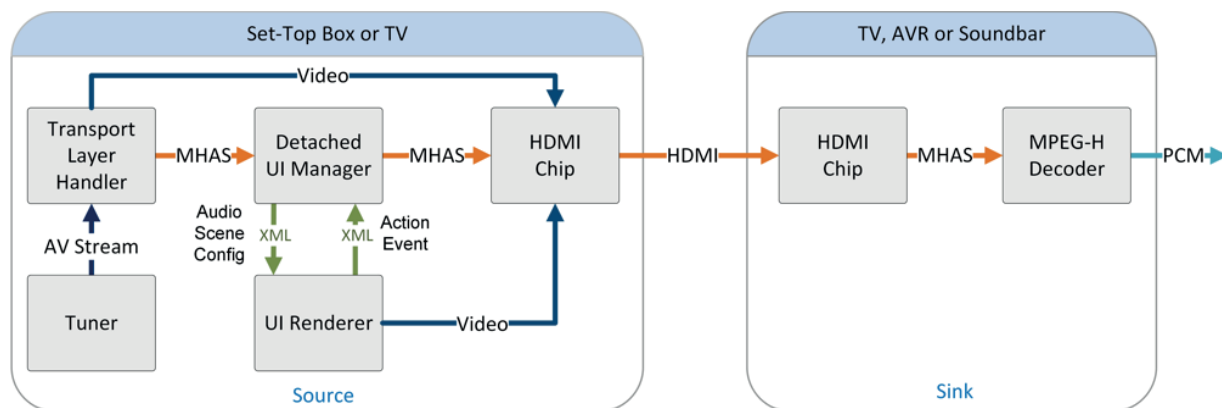 Set-Top Box or TV
TV, AVR or Soundbar
Video
Transport
Layer
Handler
MHAS
Detached
UI Manager
MHAS
HDMI
Chip
HDMI
HDMI
Chip
MHAS
MPEG-H
Decoder
PCM
AV Stream
Audio
Scene
Config
XML
XML
Action
Event
Tuner
UI Renderer
Video
Source
Sink